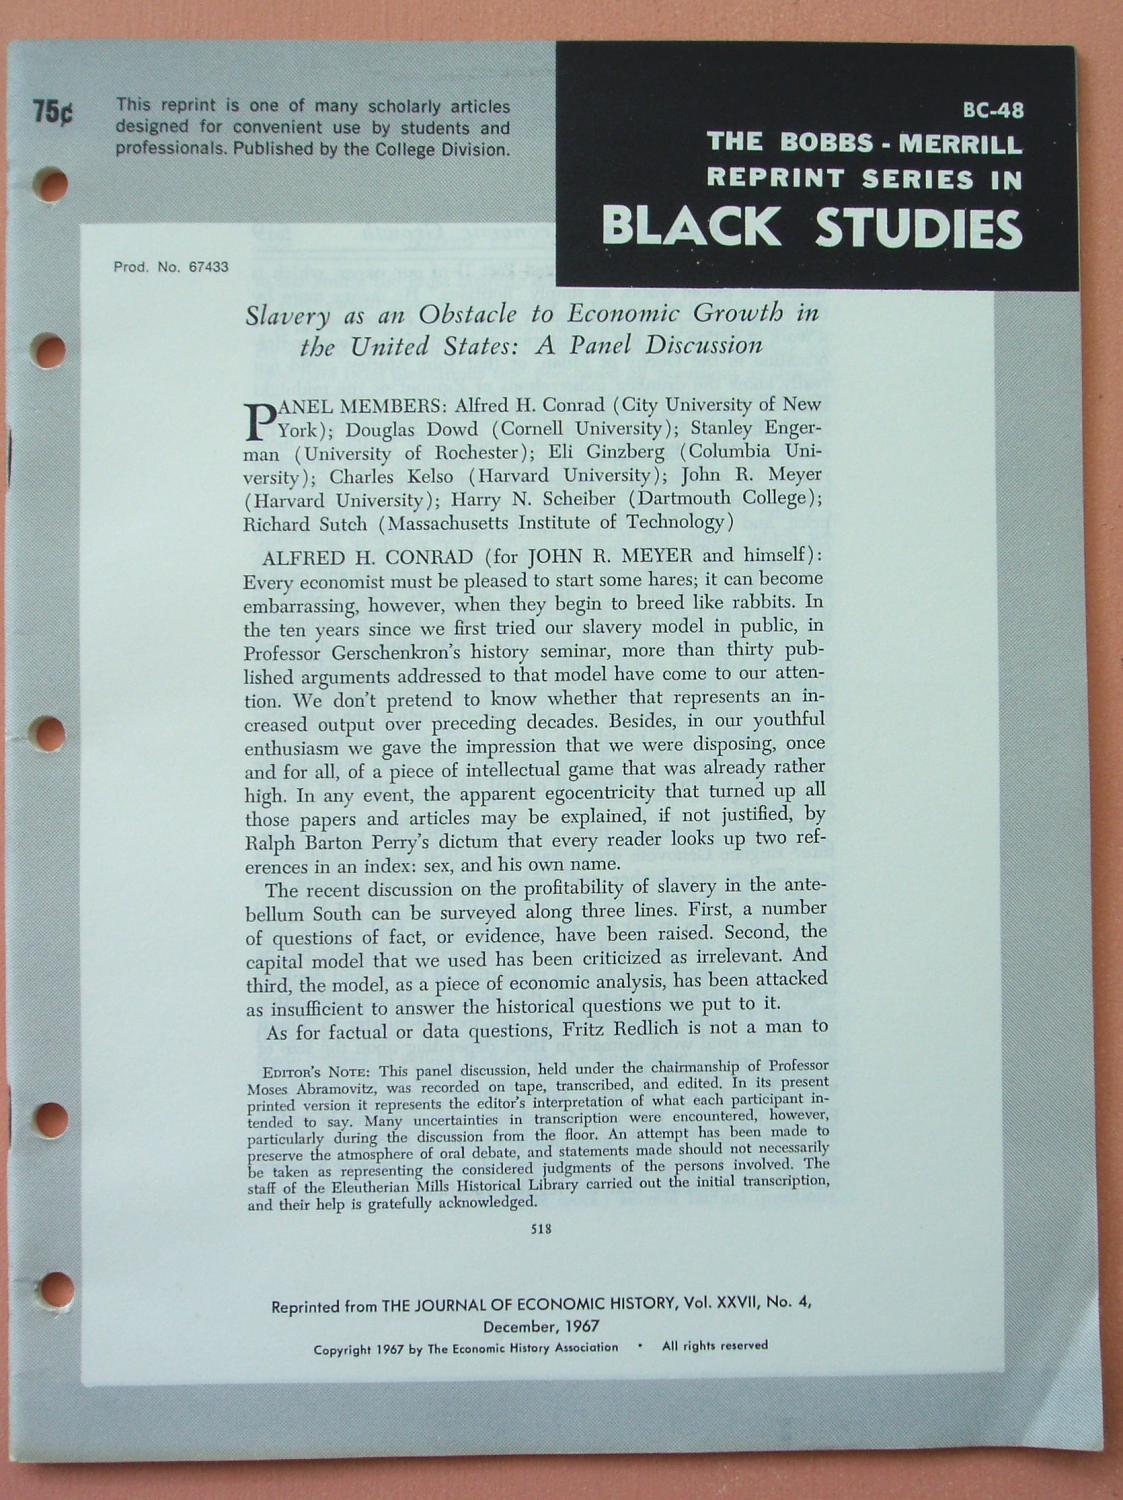 75¢
This reprint is one of many scholarly articles
designed for convenient use by students and
professionals. Published by the College Division.
BC-48
THE BOBBS - MERRILL
REPRINT SERIES IN
BLACK STUDIES
Prod. No. 67433
Slavery as an Obstacle to Economic Growth in
the United States: A Panel Discussion
PANEL MEMBERS: Alfred H. Conrad (City University of New
York); Douglas Dowd (Cornell University); Stanley Enger-
man (University of Rochester); Eli Ginzberg (Columbia Uni-
versity); Charles Kelso (Harvard University); John R. Meyer
(Harvard University); Harry N. Scheiber (Dartmouth College);
Richard Sutch (Massachusetts Institute of Technology)
ALFRED H. CONRAD (for JOHN R. MEYER and himself):
Every economist must be pleased to start some hares; it can become
embarrassing, however, when they begin to breed like rabbits. In
the ten years since we first tried our slavery model in public, in
Professor Gerschenkron's history seminar, more than thirty pub-
lished arguments addressed to that model have come to our atten-
tion. We don't pretend to know whether that represents an in-
creased output over preceding decades. Besides, in our youthful
enthusiasm we gave the impression that we were disposing, once
and for all, of a piece of intellectual game that was already rather
high. In any event, the apparent egocentricity that turned up all
those papers and articles may be explained, if not justified, by
Ralph Barton Perry's dictum that every reader looks up two ref-
erences in an index: sex, and his own name.
The recent discussion on the profitability of slavery in the ante-
bellum South can be surveyed along three lines. First, a number
of questions of fact, or evidence, have been raised. Second, the
capital model that we used has been criticized as irrelevant. And
third, the model, as a piece of economic analysis, has been attacked
as insufficient to answer the historical questions we put to it.
As for factual or data questions, Fritz Redlich is not a man to
EDITOR'S NOTE: This panel discussion, held under the chairmanship of Professor
Moses Abramovitz, was recorded on tape, transcribed, and edited. In its present
printed version it represents the editor's interpretation of what each participant in-
tended to say. Many uncertainties in transcription were encountered, however,
particularly during the discussion from the floor. An attempt has been made to
preserve the atmosphere of oral debate, and statements made should not necessarily
be taken as representing the considered judgments of the persons involved. The
staff of the Eleutherian Mills Historical Library carried out the initial transcription,
and their help is gratefully acknowledged.
518
Reprinted from THE JOURNAL OF ECONOMIC HISTORY, Vol. XXVII, No. 4,
December, 1967
Copyright 1967 by The Economic History Association • All rights reserved